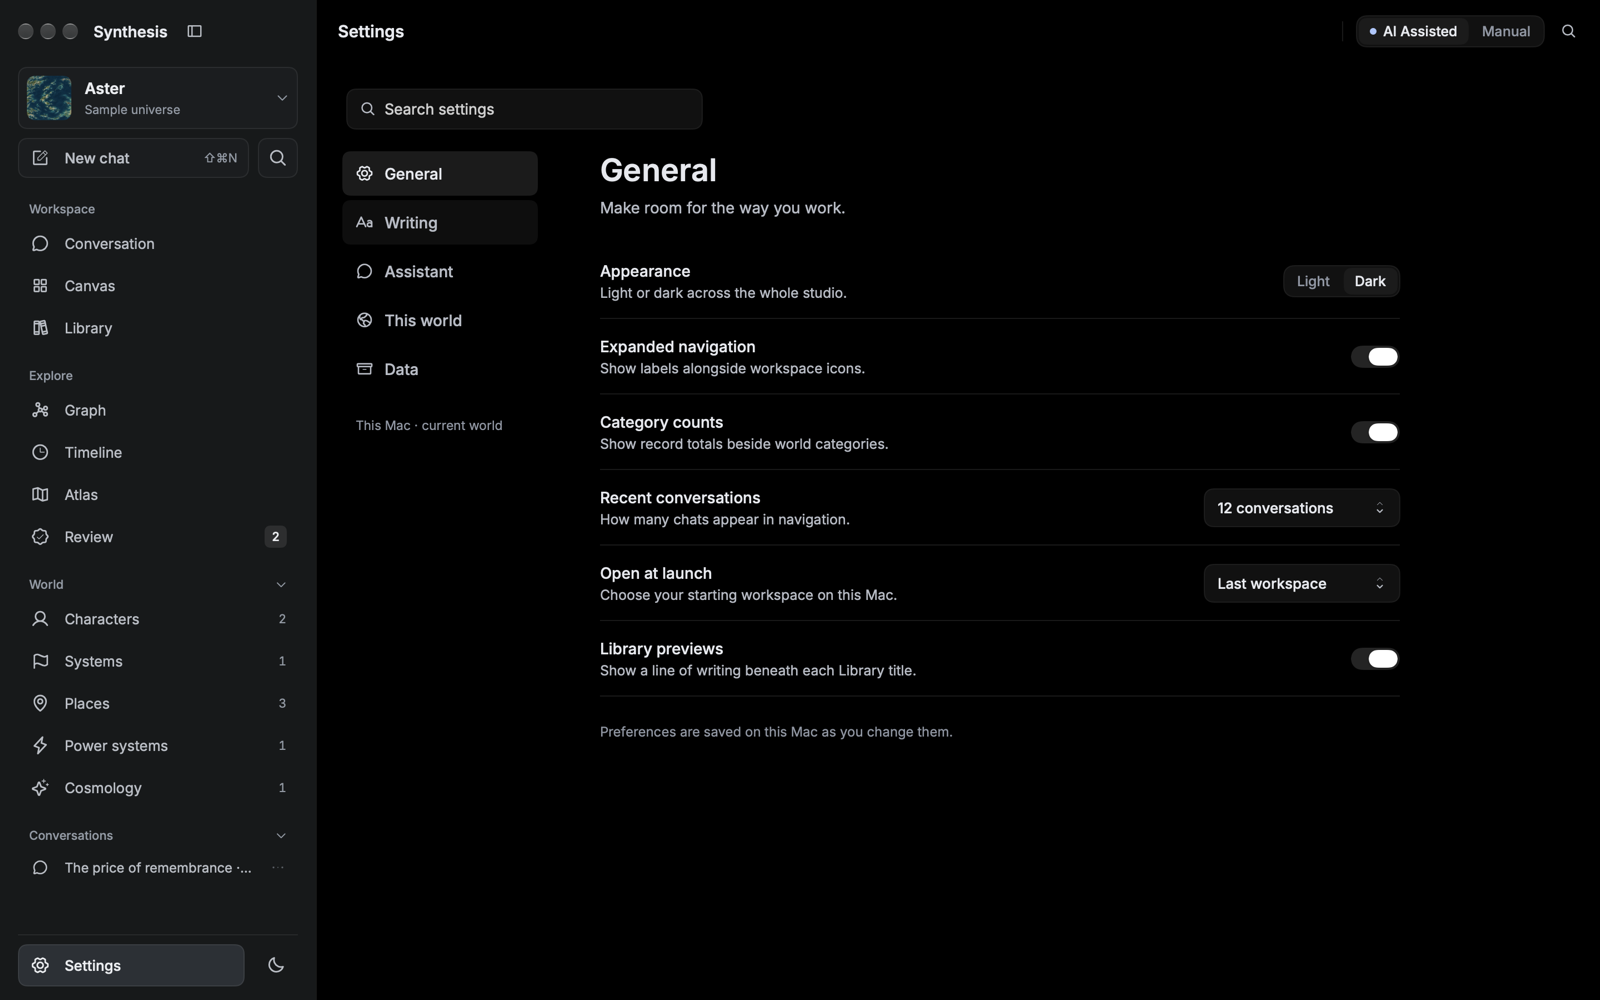 Synthesis
Settings
AI Assisted
Manual
Aster
Sample universe
New chat
⇧⌘N
Workspace
Conversation
Canvas
Library
Explore
Graph
Timeline
Atlas
Review
2
World
Characters
2
Systems
1
Places
3
Power systems
1
Cosmology
1
Conversations
The price of remembrance ·...
Settings
Search settings
General
Aa
Writing
Assistant
This world
Data
This Mac · current world
General
Make room for the way you work.
Appearance
Light or dark across the whole studio.
Light
Dark
Expanded navigation
Show labels alongside workspace icons.
Category counts
Show record totals beside world categories.
Recent conversations
How many chats appear in navigation.
12 conversations
Open at launch
Choose your starting workspace on this Mac.
Last workspace
Library previews
Show a line of writing beneath each Library title.
Preferences are saved on this Mac as you change them.